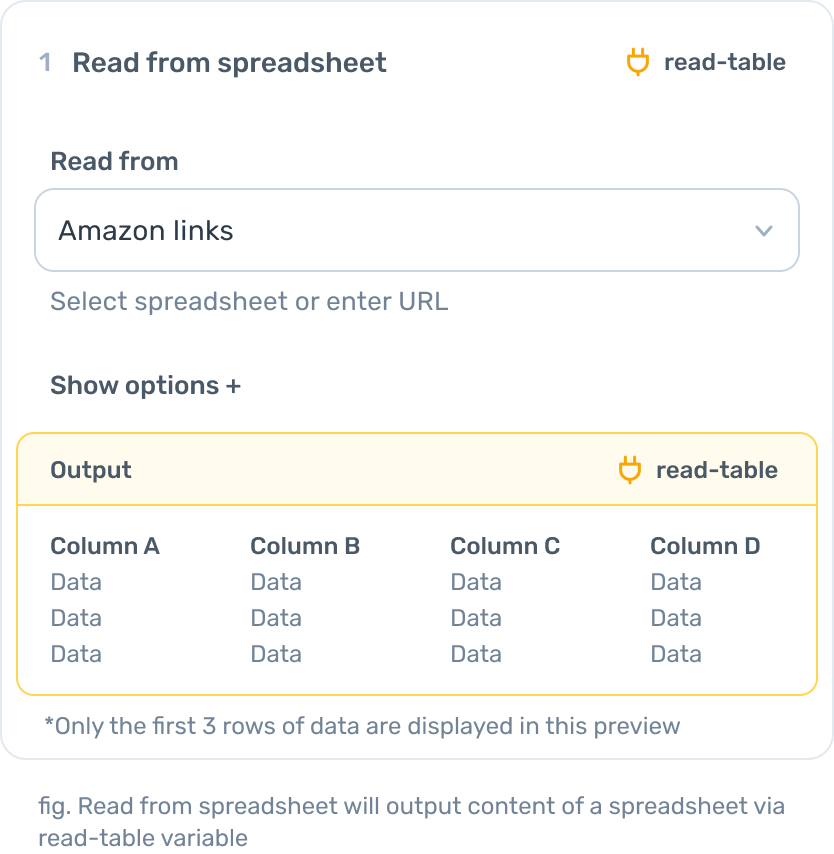 1 Read from spreadsheet read-table
Read from
Amazon links
Select spreadsheet or enter URL
Show options +
Output read-table
Column A Column B Column C Column D
Data Data Data Data
Data Data Data Data
Data Data Data Data
*Only the first 3 rows of data are displayed in this preview
fig. Read from spreadsheet will output content of a spreadsheet via
read-table variable